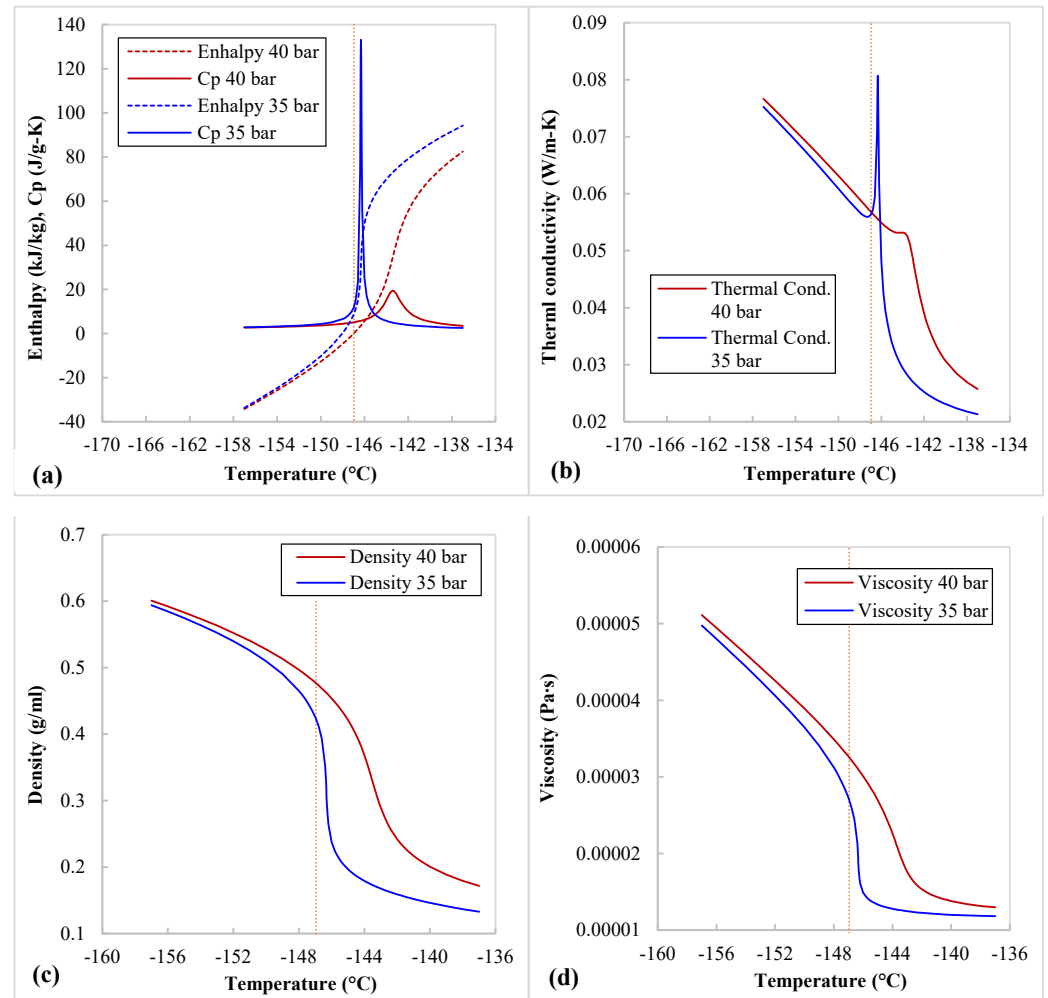 140
120
100
80
60
40
20
0
-20
-40
Enthalpy (kJ/kg), Cp (J/g-K)
Enhalpy 40 bar
Cp 40 bar
Enhalpy 35 bar
Cp 35 bar
-170 -166 -162 -158 -154 -150 -146 -142 -138 -134
Temperature (°C)
(a)
0.09
0.08
0.07
0.06
0.05
0.04
0.03
0.02
Therml conductivity (W/m-K)
Thermal Cond.
40 bar
Thermal Cond.
35 bar
-170 -166 -162 -158 -154 -150 -146 -142 -138 -134
Temperature (°C)
(b)
0.7
0.6
0.5
0.4
0.3
0.2
0.1
Density (g/ml)
Density 40 bar
Density 35 bar
-160 -156 -152 -148 -144 -140 -136
Temperature (°C)
(c)
0.00006
0.00005
0.00004
0.00003
0.00002
0.00001
Viscosity (Pa·s)
Viscosity 40 bar
Viscosity 35 bar
-160 -156 -152 -148 -144 -140 -136
Temperature (°C)
(d)